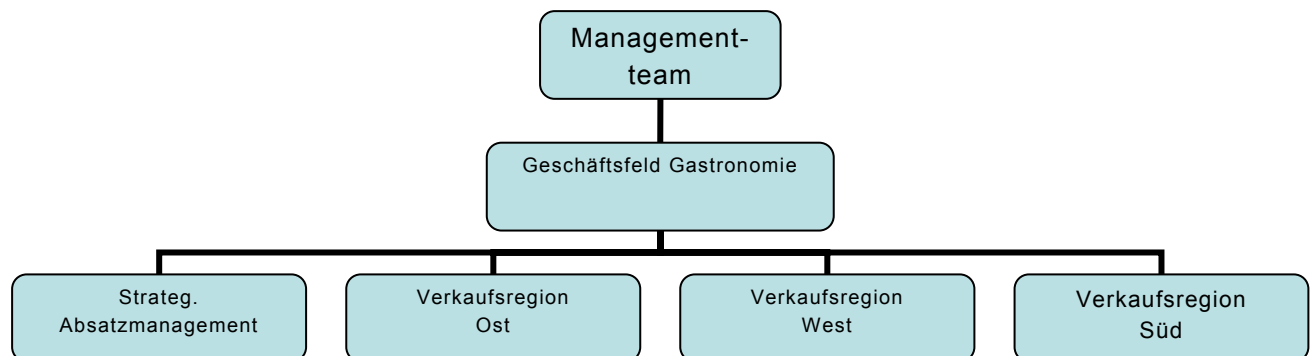 Management-
team
Geschäftsfeld Gastronomie
Strateg.
Absatzmanagement
Verkaufsregion
Ost
Verkaufsregion
West
Verkaufsregion
Süd